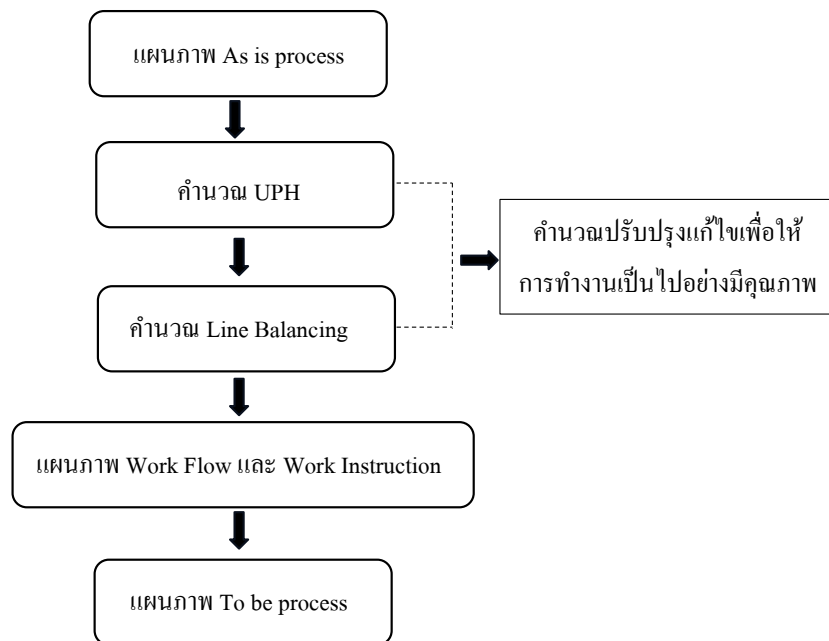 แผนภาพ As is process
คำนวณ UPH
คำนวณปรับปรุงแก้ไขเพื่อให้
การทำงานเป็นไปอย่างมีคุณภาพ
คำนวณ Line Balancing
แผนภาพ Work Flow และ Work Instruction
แผนภาพ To be process